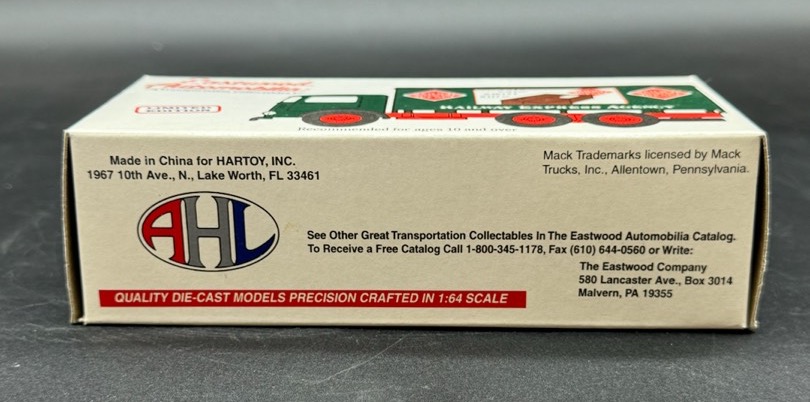 Eastwood
Automobilia
LIMITED
EDITION
RAILWAY EXPRESS AGENCY
Recommended for ages 10 and over
Made in China for HARTOY, INC.
1967 10th Ave., N., Lake Worth, FL 33461
Mack Trademarks licensed by Mack
Trucks, Inc., Allentown, Pennsylvania.
AHL
See Other Great Transportation Collectables In The Eastwood Automobilia Catalog.
To Receive a Free Catalog Call 1-800-345-1178, Fax (610) 644-0560 or Write:
The Eastwood Company
580 Lancaster Ave., Box 3014
Malvern, PA 19355
QUALITY DIE-CAST MODELS PRECISION CRAFTED IN 1:64 SCALE